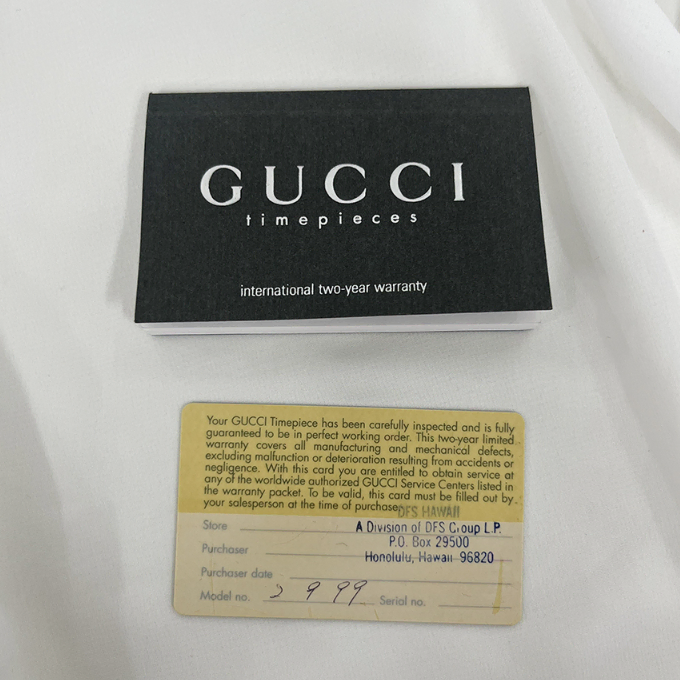 GUCCI
timepieces
international two-year warranty
Your GUCCI Timepiece has been carefully inspected and is fully
guaranteed to be in perfect working order. This two-year limited
warranty covers all manufacturing and mechanical defects,
excluding malfunction or deterioration resulting from accidents or
negligence. With this card you are entitled to obtain service at
any of the worldwide authorized GUCCI Service Centers listed in
the warranty packet. To be valid, this card must be filled out by
your salesperson at the time of purchase.
DFS HAWAII
Store A Division of DFS Group L.P.
P.O. Box 29500
Purchaser Honolulu, Hawaii 96820
Purchaser date
Model no. 9 99 Serial no.